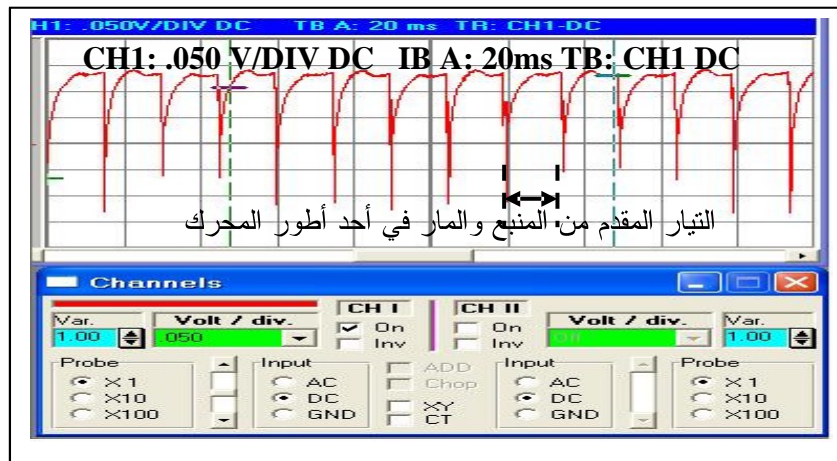 H1: .050V/DIV DC TB A: 20 ms TR: CH1-DC
CH1: .050 V/DIV DC IB A: 20ms TB: CH1 DC
التيار المقدم من المنبع والمار في أحد أطور المحرك
Channels
CH I CH II
Var. Volt / div. On On Volt / div. Var.
1.00 .050 Inv Inv Off 1.00
Probe Input ADD Input Probe
X1 AC Chop AC X1
X10 DC XY DC X10
X100 GND CT GND X100